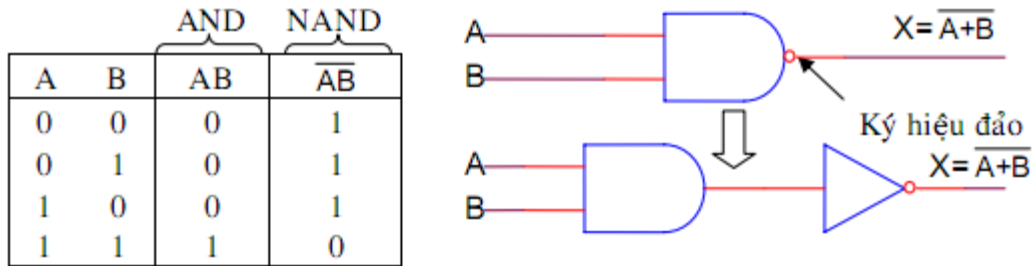 AND NAND
A B AB A̅B̅
0 0 0 1
0 1 0 1
1 0 0 1
1 1 1 0
A
B
X= A̅+̅B̅
Ký hiệu đảo
A
B
X= A̅+̅B̅